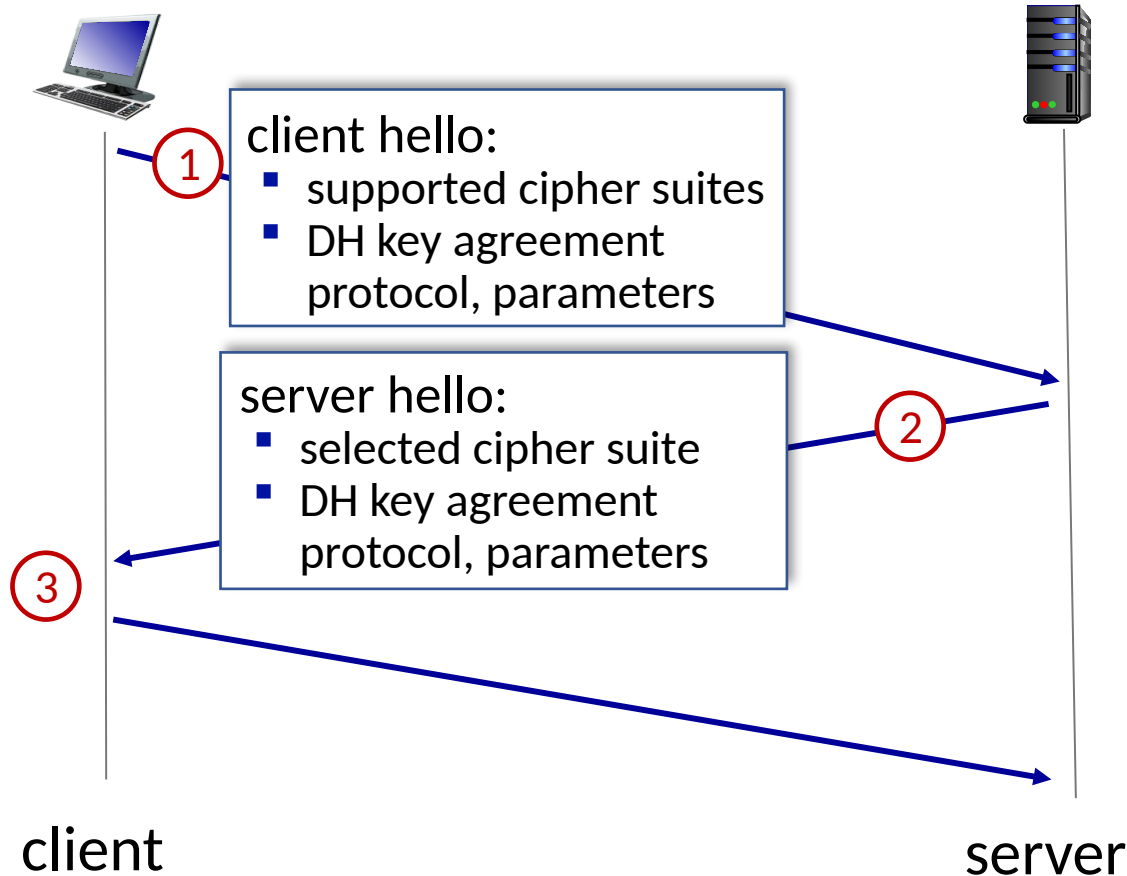 1
client hello:
▪ supported cipher suites
▪ DH key agreement
protocol, parameters
server hello:
▪ selected cipher suite
▪ DH key agreement
protocol, parameters
2
3
client
server